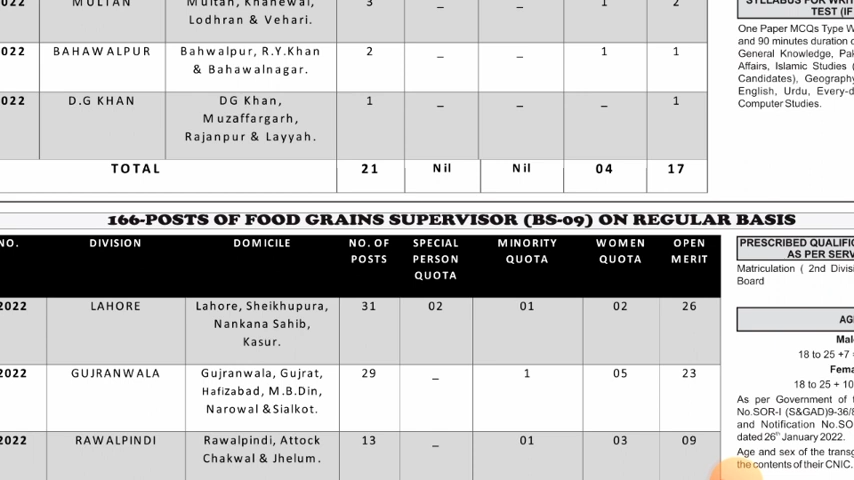 022 MULTAN Multan, Khanewal, 3 _ _ 1 2
Lodhran & Vehari.
022 BAHAWALPUR Bahwalpur, R.Y.Khan 2 _ _ 1 1
& Bahawalnagar.
022 D.G KHAN DG Khan, 1 _ _ _ 1
Muzaffargarh,
Rajanpur & Layyah.
TOTAL 21 Nil Nil 04 17
TEST (IF
One Paper MCQs Type W
and 90 minutes duration c
General Knowledge, Pak
Affairs, Islamic Studies (
Candidates), Geography
English, Urdu, Every-d
Computer Studies.
166-POSTS OF FOOD GRAINS SUPERVISOR (BS-09) ON REGULAR BASIS
NO. DIVISION DOMICILE NO. OF POSTS SPECIAL PERSON QUOTA MINORITY QUOTA WOMEN QUOTA OPEN MERIT
2022 LAHORE Lahore, Sheikhupura, 31 02 01 02 26
Nankana Sahib,
Kasur.
2022 GUJRANWALA Gujranwala, Gujrat, 29 _ 1 05 23
Hafizabad, M.B.Din,
Narowal &Sialkot.
2022 RAWALPINDI Rawalpindi, Attock 13 _ 01 03 09
Chakwal & Jhelum.
PRESCRIBED QUALIFIC
AS PER SERV
Matriculation ( 2nd Divisi
Board
AG
Mal
18 to 25 +7 =
Fema
18 to 25 + 10
As per Government of t
No.SOR-I (S&GAD)9-36/8
and Notification No.SO
dated 26th January 2022.
Age and sex of the transg
the contents of their CNIC.